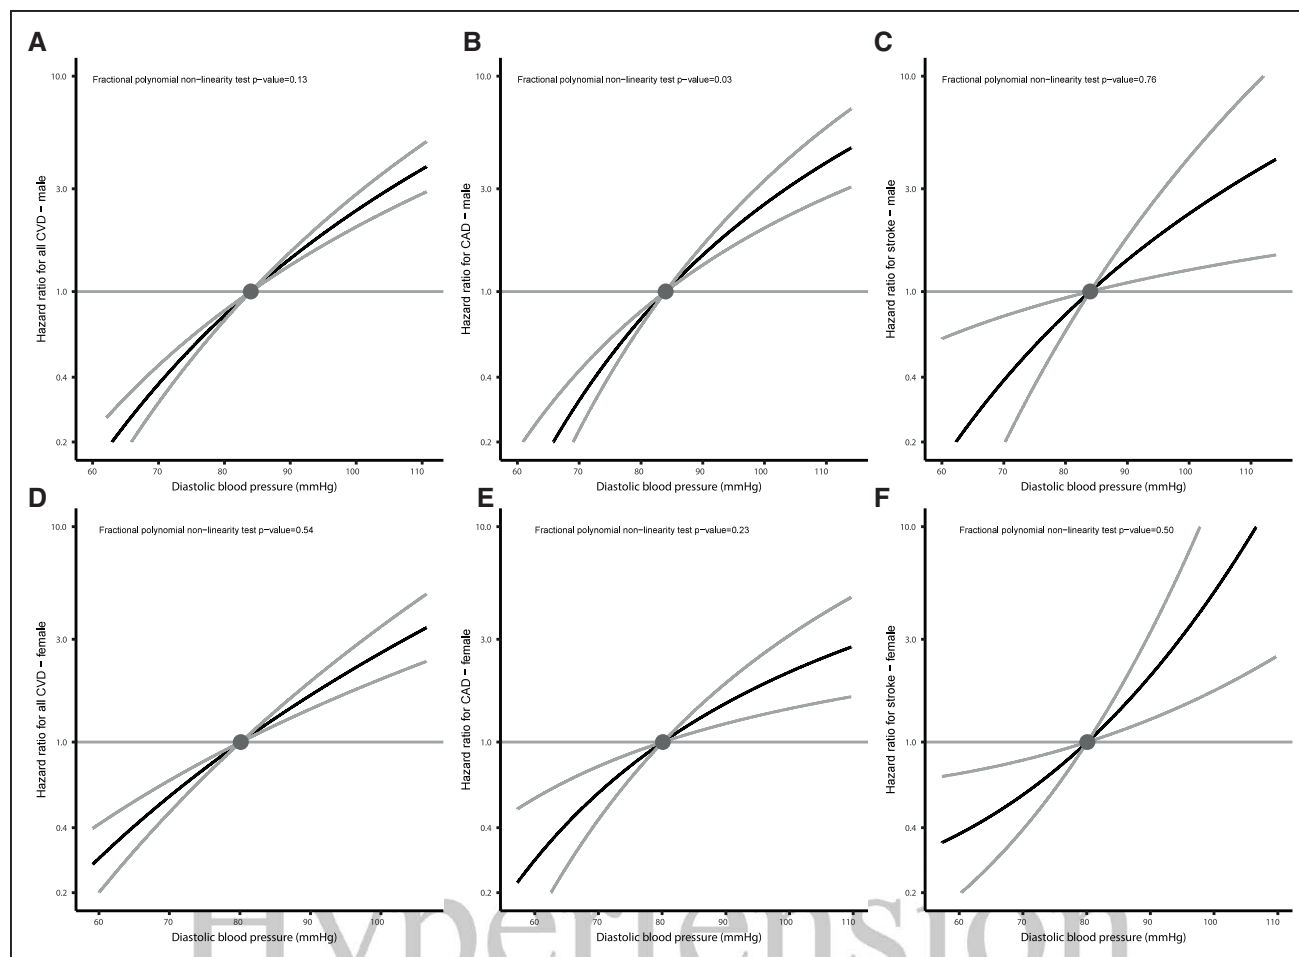 A
Fractional polynomial non−linearity test p−value=0.13
Hazard ratio for all CVD − male
10.0
3.0
1.0
0.4
0.2
60 70 80 90 100 110
Diastolic blood pressure (mmHg)
B
Fractional polynomial non−linearity test p−value=0.03
Hazard ratio for CAD − male
10.0
3.0
1.0
0.4
0.2
60 70 80 90 100 110
Diastolic blood pressure (mmHg)
C
Fractional polynomial non−linearity test p−value=0.76
Hazard ratio for stroke − male
10.0
3.0
1.0
0.4
0.2
60 70 80 90 100 110
Diastolic blood pressure (mmHg)
D
Fractional polynomial non−linearity test p−value=0.54
Hazard ratio for all CVD − female
10.0
3.0
1.0
0.4
0.2
60 70 80 90 100
Diastolic blood pressure (mmHg)
E
Fractional polynomial non−linearity test p−value=0.23
Hazard ratio for CAD − female
10.0
3.0
1.0
0.4
0.2
60 70 80 90 100 110
Diastolic blood pressure (mmHg)
F
Fractional polynomial non−linearity test p−value=0.50
Hazard ratio for stroke − female
10.0
3.0
1.0
0.4
0.2
60 70 80 90 100 110
Diastolic blood pressure (mmHg)
Hypertension